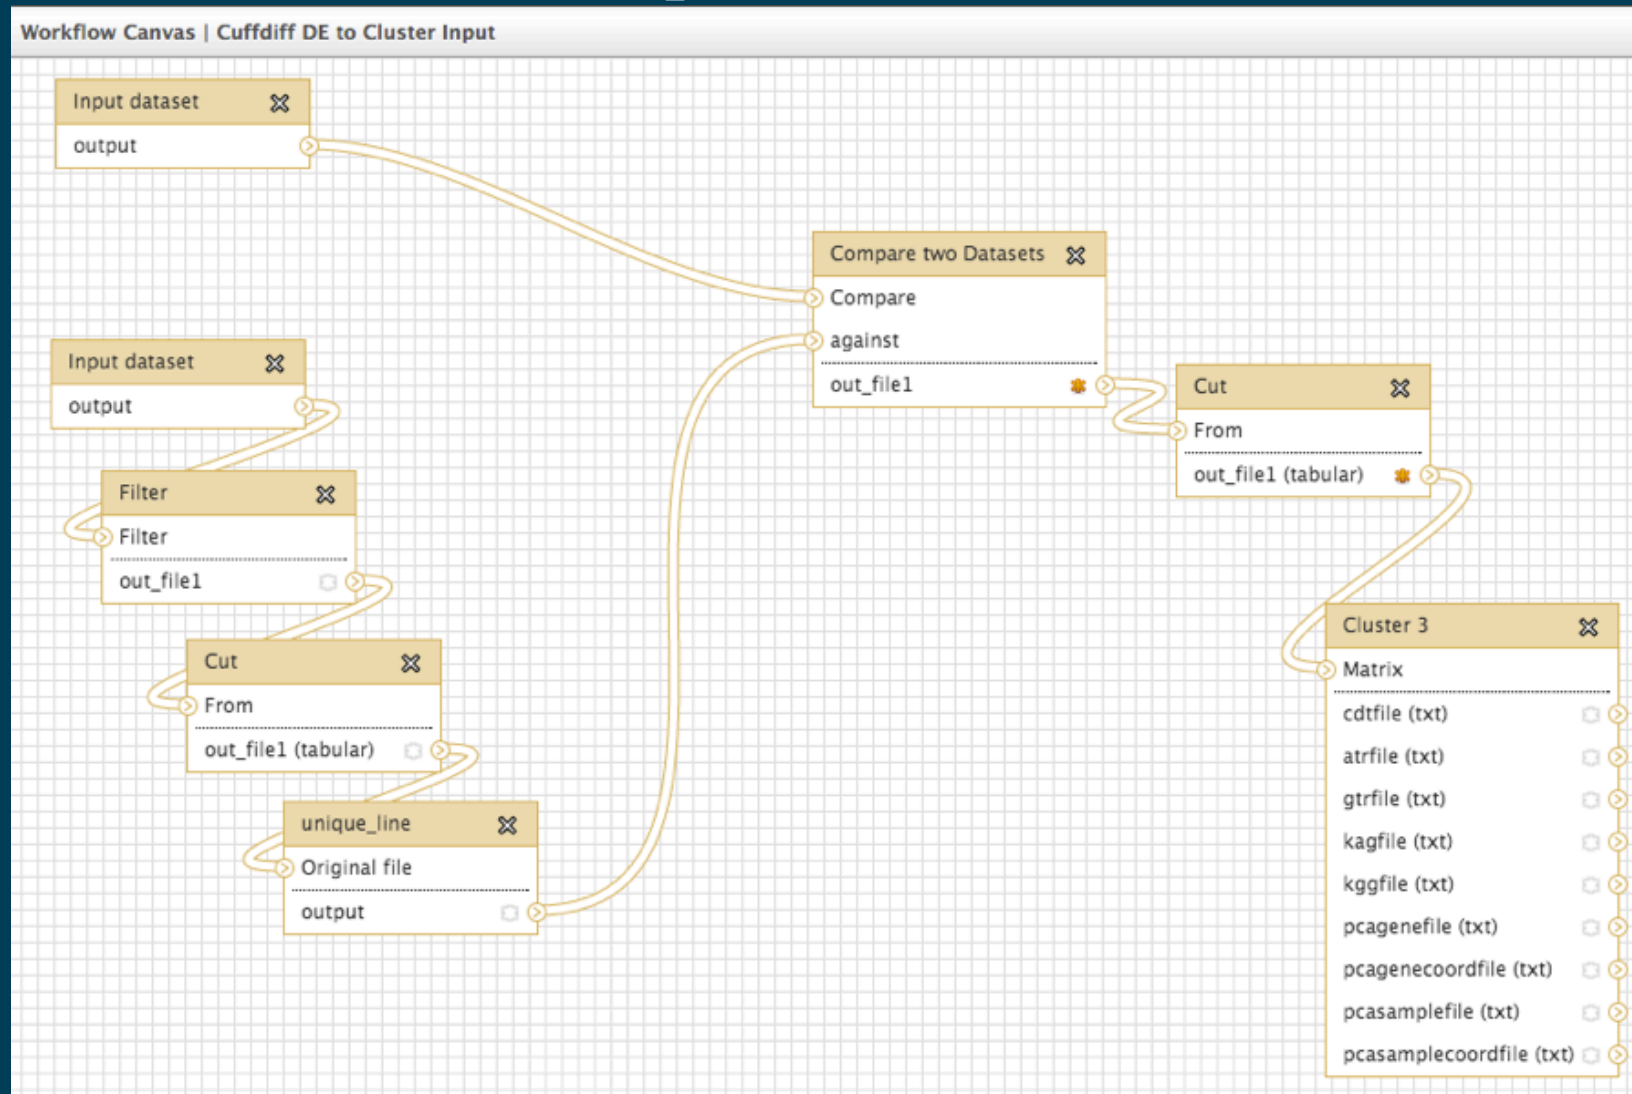 Workflow Canvas | Cuffdiff DE to Cluster Input
Input dataset
output
Input dataset
output
Filter
Filter
out_file1
Cut
From
out_file1 (tabular)
unique_line
Original file
output
Compare two Datasets
Compare
against
out_file1
Cut
From
out_file1 (tabular)
Cluster 3
Matrix
cdtfile (txt)
atrfile (txt)
gtrfile (txt)
kagfile (txt)
kggfile (txt)
pcagenefile (txt)
pcagenecoordfile (txt)
pcasamplefile (txt)
pcasamplecoordfile (txt)